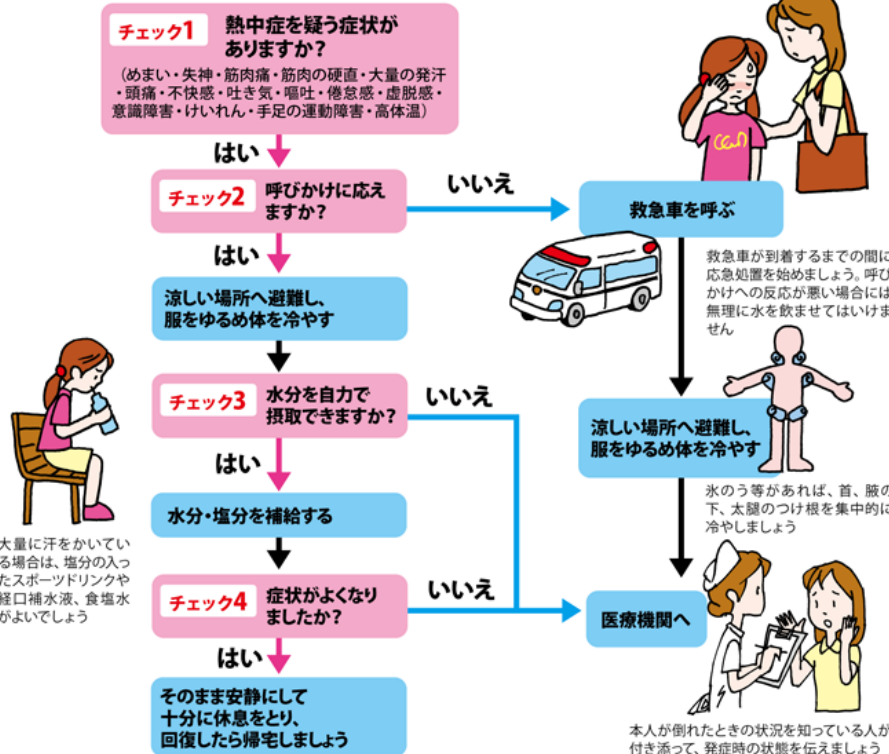 チェック1
熱中症を疑う症状が
ありますか?
(めまい・失神・筋肉痛・筋肉の硬直・大量の発汗
・頭痛・不快感・吐き気・嘔吐・倦怠感・虚脱感・
意識障害・けいれん・手足の運動障害・高体温)
はい
チェック2
呼びかけに応え
ますか?
いいえ
救急車を呼ぶ
救急車が到着するまでの間に
応急処置を始めましょう。呼び
かけへの反応が悪い場合には
無理に水を飲ませてはいけま
せん
はい
涼しい場所へ避難し、
服をゆるめ体を冷やす
チェック3
水分を自力で
摂取できますか?
いいえ
涼しい場所へ避難し、
服をゆるめ体を冷やす
氷のう等があれば、首、腋の
下、太腿のつけ根を集中的に
冷やしましょう
はい
水分・塩分を補給する
大量に汗をかいてい
る場合は、塩分の入っ
たスポーツドリンクや
経口補水液、食塩水
がよいでしょう
チェック4
症状がよくなり
ましたか?
いいえ
医療機関へ
本人が倒れたときの状況を知っている人が
付き添って、発症時の状態を伝えましょう
はい
そのまま安静にして
十分に休息をとり、
回復したら帰宅しましょう